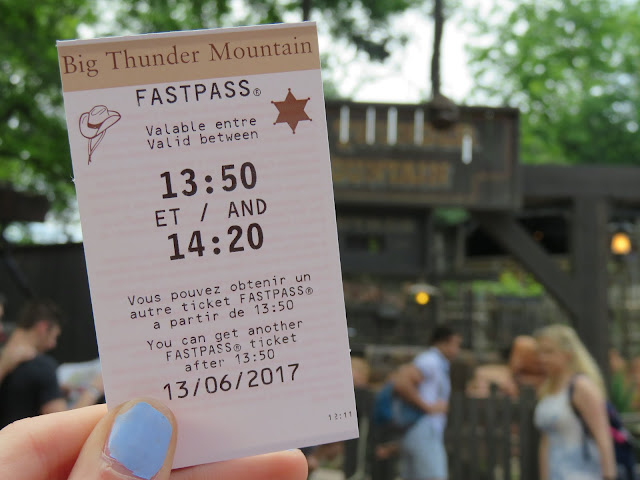 Big Thunder Mountain
FASTPASS®
Valable entre
Valid between
13:50
ET / AND
14:20
Vous pouvez obtenir un
autre ticket FASTPASS®
a partir de 13:50
You can get another
FASTPASS® ticket
after 13:50
13/06/2017
12:11
MOUNTAIN